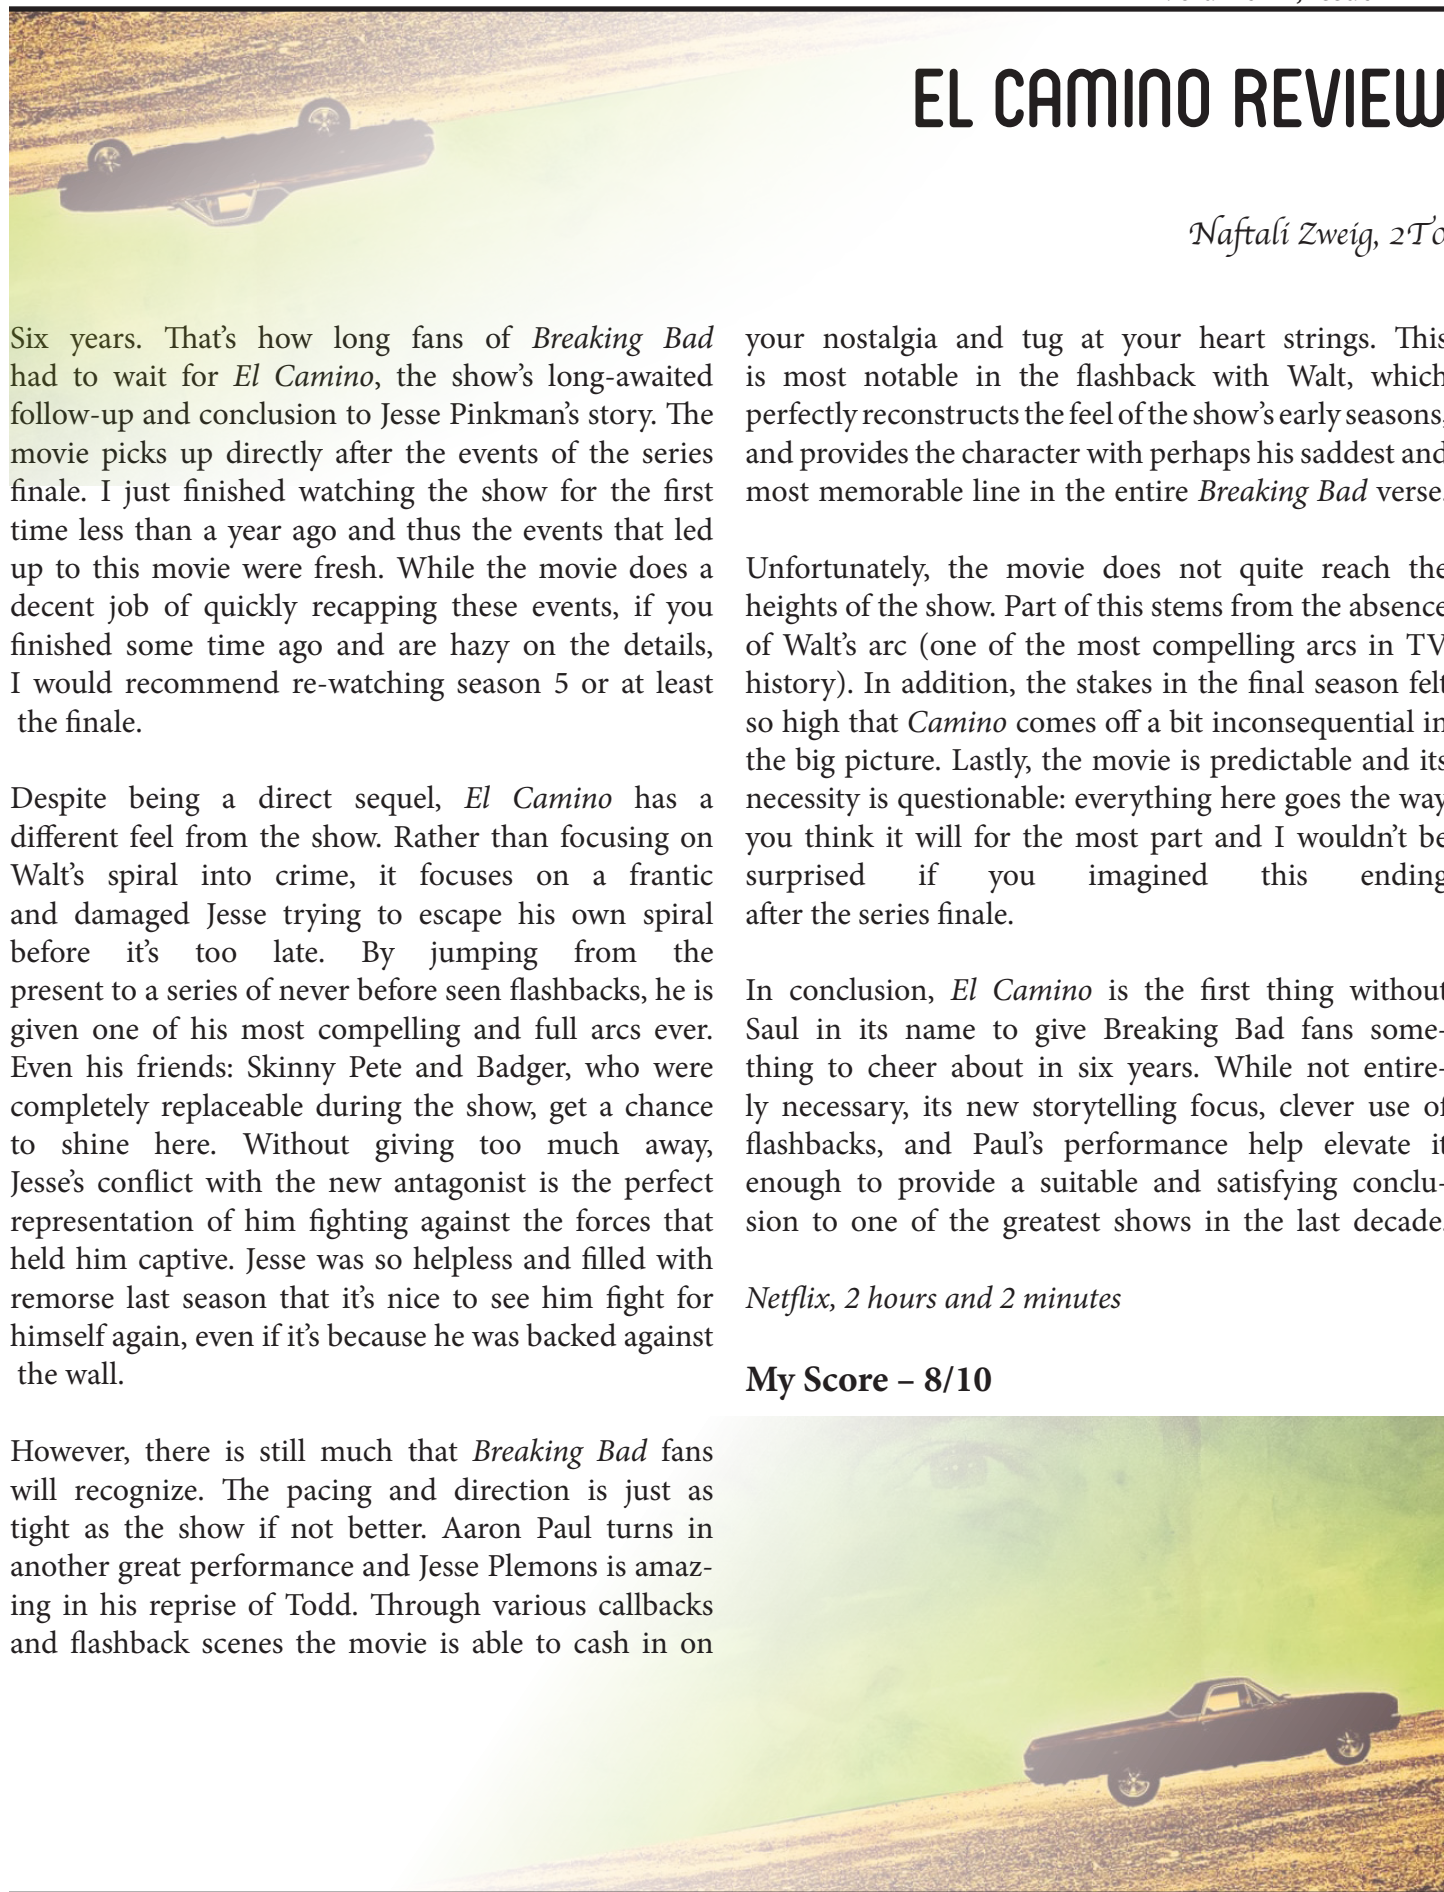 EL CAMINO REVIEW
Naftali Zweig, 2T0
Six years. That's how long fans of Breaking Bad
had to wait for El Camino, the show's long-awaited
follow-up and conclusion to Jesse Pinkman's story. The
movie picks up directly after the events of the series
finale. I just finished watching the show for the first
time less than a year ago and thus the events that led
up to this movie were fresh. While the movie does a
decent job of quickly recapping these events, if you
finished some time ago and are hazy on the details,
I would recommend re-watching season 5 or at least
the finale.
Despite being a direct sequel, El Camino has a
different feel from the show. Rather than focusing on
Walt's spiral into crime, it focuses on a frantic
and damaged Jesse trying to escape his own spiral
before it's too late. By jumping from the
present to a series of never before seen flashbacks, he is
given one of his most compelling and full arcs ever.
Even his friends: Skinny Pete and Badger, who were
completely replaceable during the show, get a chance
to shine here. Without giving too much away,
Jesse's conflict with the new antagonist is the perfect
representation of him fighting against the forces that
held him captive. Jesse was so helpless and filled with
remorse last season that it's nice to see him fight for
himself again, even if it's because he was backed against
the wall.
However, there is still much that Breaking Bad fans
will recognize. The pacing and direction is just as
tight as the show if not better. Aaron Paul turns in
another great performance and Jesse Plemons is amaz-
ing in his reprise of Todd. Through various callbacks
and flashback scenes the movie is able to cash in on
your nostalgia and tug at your heart strings. This
is most notable in the flashback with Walt, which
perfectly reconstructs the feel of the show's early seasons,
and provides the character with perhaps his saddest and
most memorable line in the entire Breaking Bad verse.
Unfortunately, the movie does not quite reach the
heights of the show. Part of this stems from the absence
of Walt's arc (one of the most compelling arcs in TV
history). In addition, the stakes in the final season felt
so high that Camino comes off a bit inconsequential in
the big picture. Lastly, the movie is predictable and its
necessity is questionable: everything here goes the way
you think it will for the most part and I wouldn't be
surprised if you imagined this ending
after the series finale.
In conclusion, El Camino is the first thing without
Saul in its name to give Breaking Bad fans some-
thing to cheer about in six years. While not entire-
ly necessary, its new storytelling focus, clever use of
flashbacks, and Paul's performance help elevate it
enough to provide a suitable and satisfying conclu-
sion to one of the greatest shows in the last decade.
Netflix, 2 hours and 2 minutes
My Score – 8/10